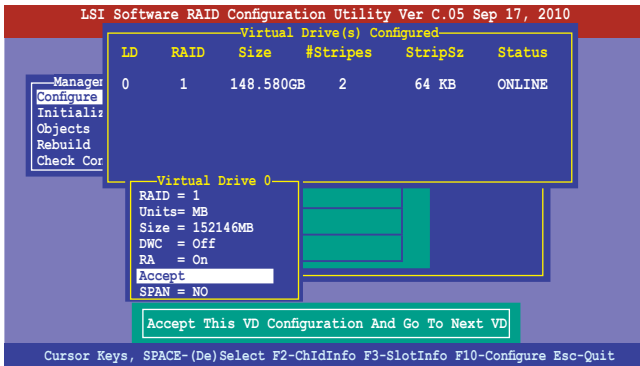 LSI Software RAID Configuration Utility Ver C.05 Sep 17, 2010
Virtual Drive(s) Configured
LD RAID Size #Stripes StripSz Status
0 1 148.580GB 2 64 KB ONLINE
Manager
Configure
Initializ
Objects
Rebuild
Check Con
Virtual Drive 0
RAID = 1
Units= MB
Size = 152146MB
DWC = Off
RA = On
Accept
SPAN = NO
Accept This VD Configuration And Go To Next VD
Cursor Keys, SPACE-(De)Select F2-ChIdInfo F3-SlotInfo F10-Configure Esc-Quit